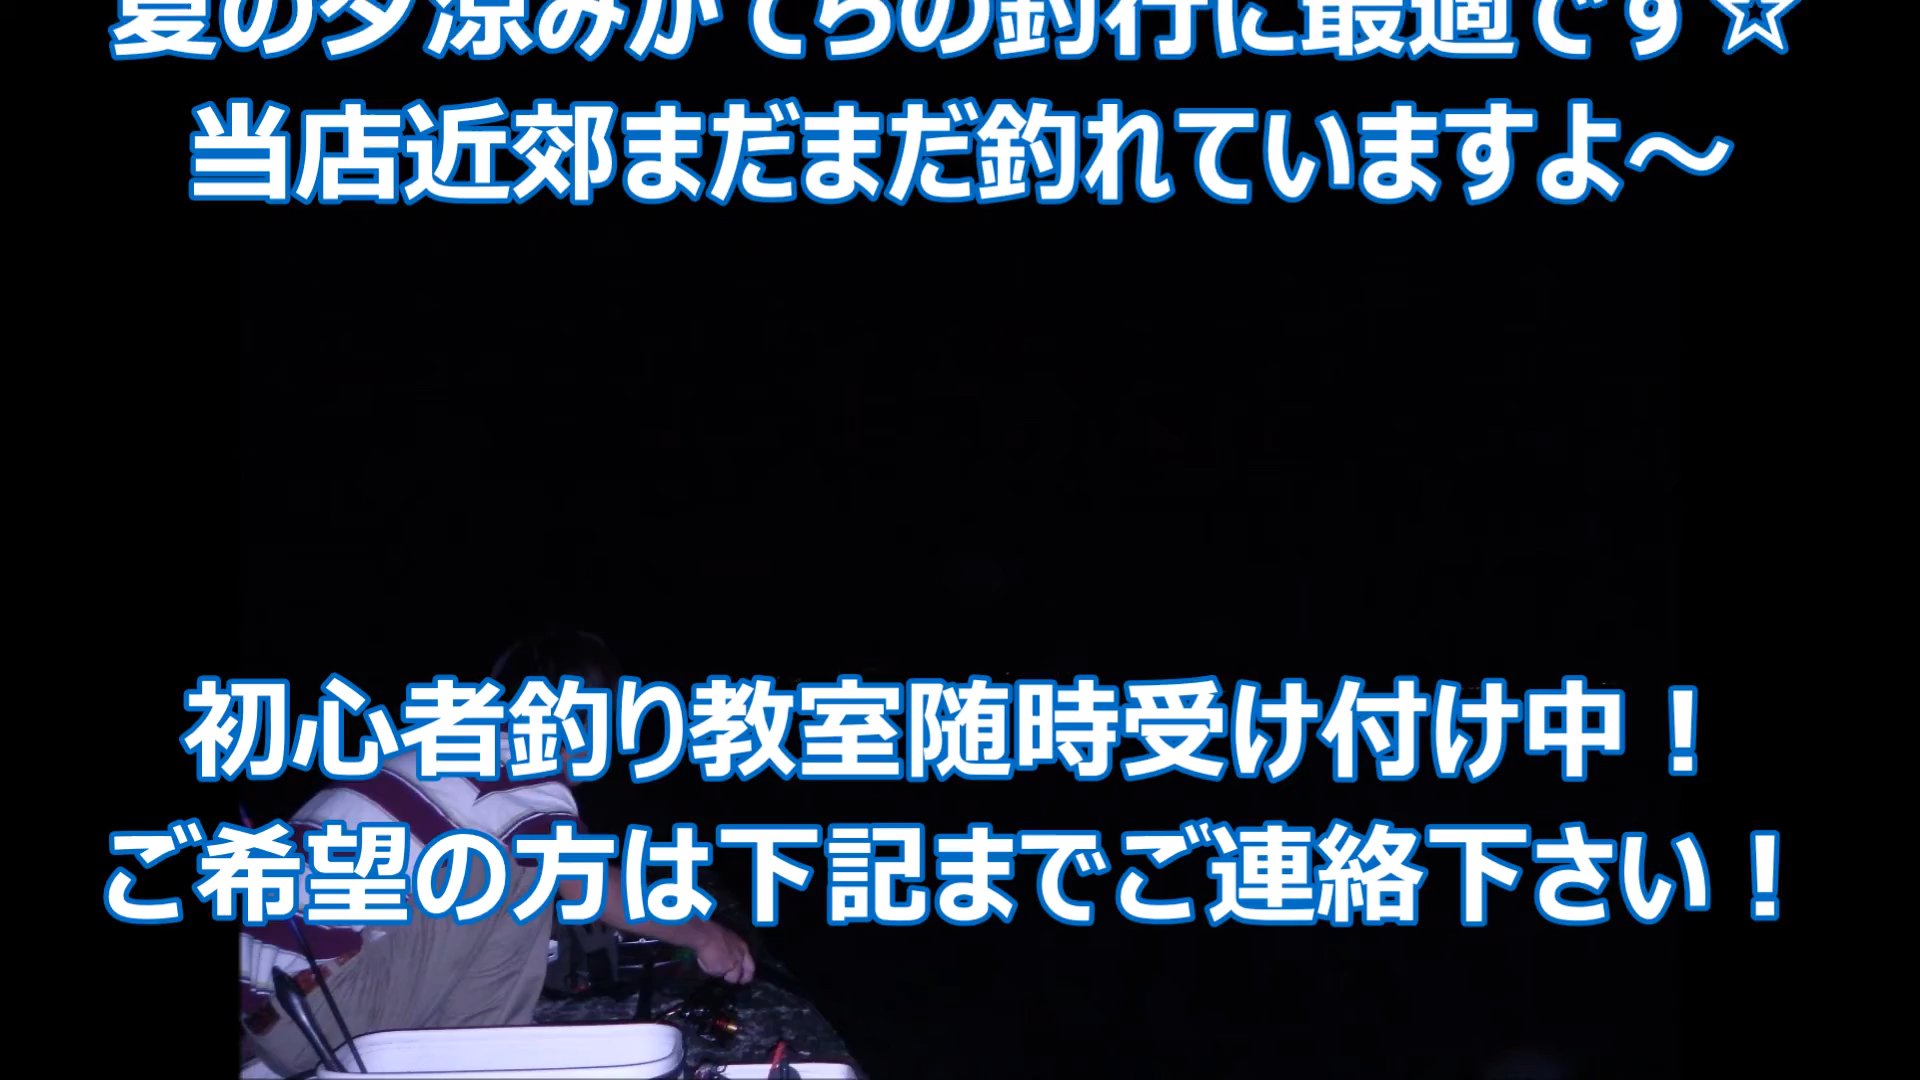 夏の夕涼みがてらの釣行に最適です☆
当店近郊まだまだ釣れていますよ～
初心者釣り教室随時受け付け中！
ご希望の方は下記までご連絡下さい！